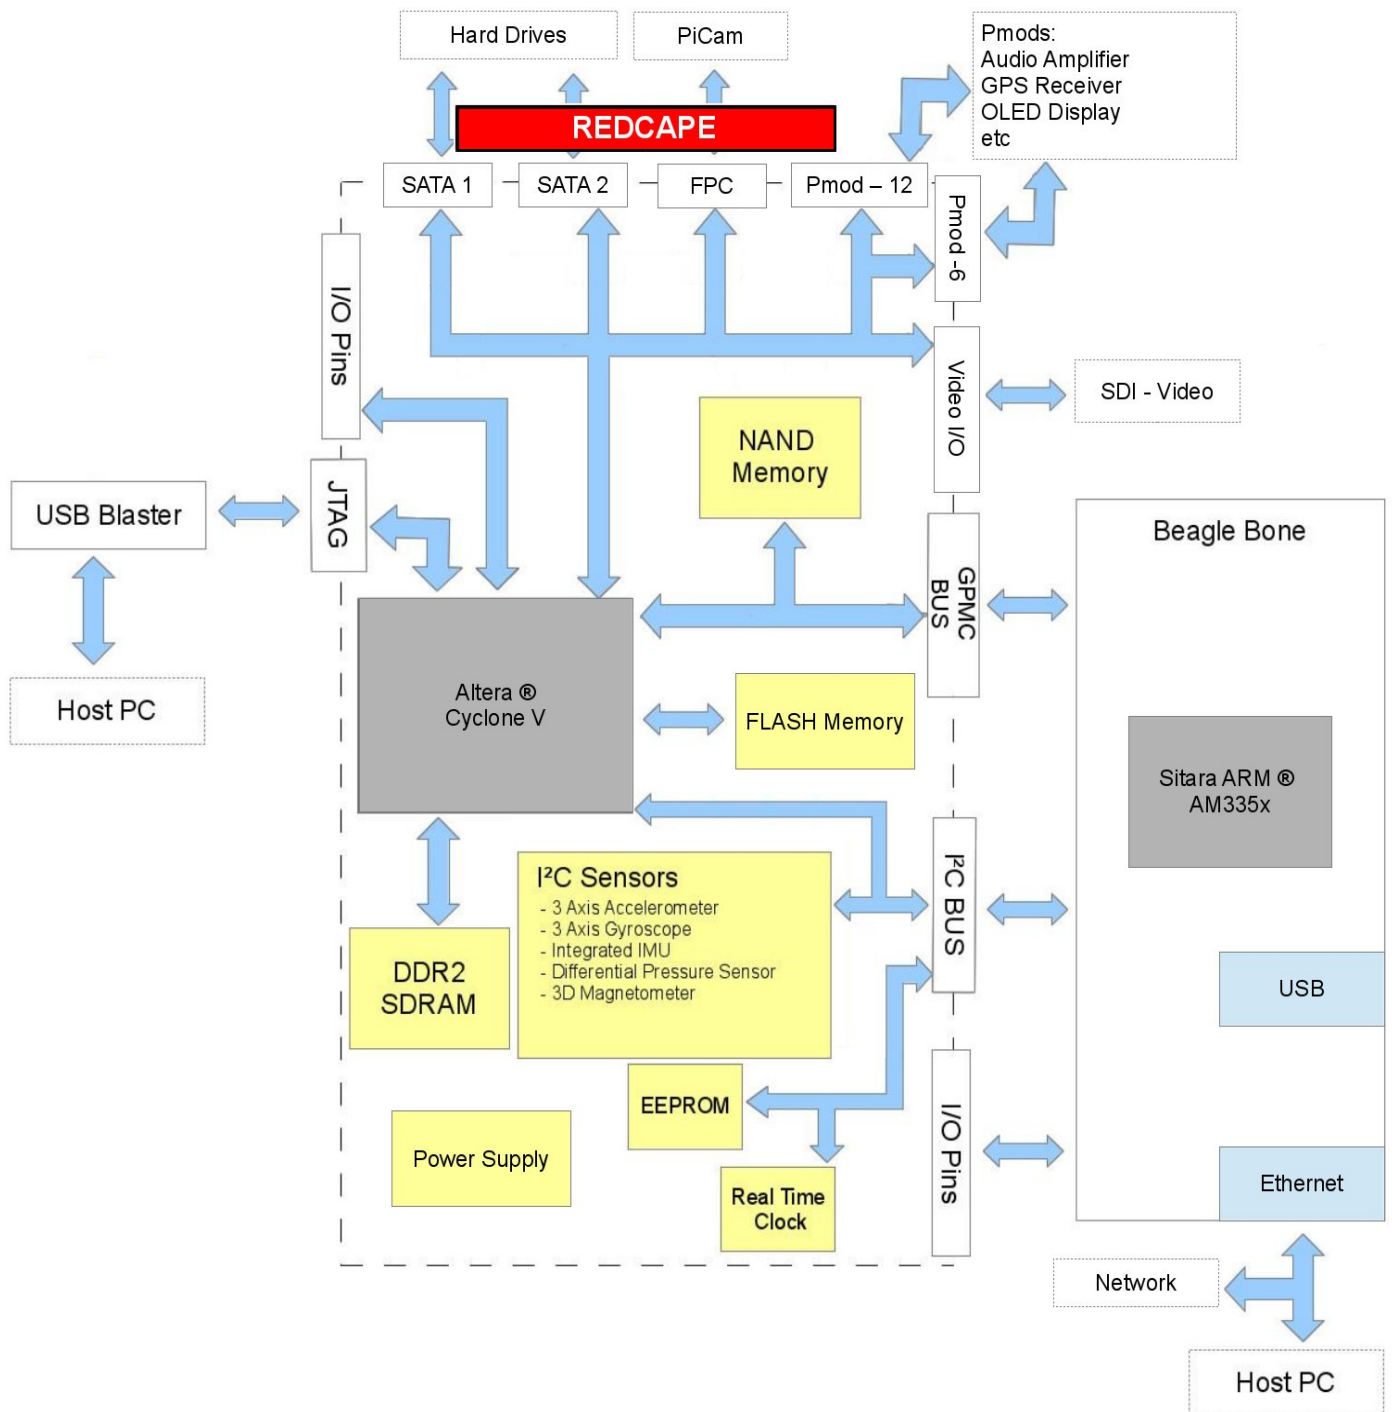 Hard Drives
PiCam
Pmods:
Audio Amplifier
GPS Receiver
OLED Display
etc
REDCAPE
SATA 1
SATA 2
FPC
Pmod – 12
Pmod -6
I/O Pins
Video I/O
SDI - Video
NAND
Memory
JTAG
USB Blaster
GPMC
BUS
Beagle Bone
Host PC
Altera ®
Cyclone V
FLASH Memory
Sitara ARM ®
AM335x
I²C Sensors
- 3 Axis Accelerometer
- 3 Axis Gyroscope
- Integrated IMU
- Differential Pressure Sensor
- 3D Magnetometer
I²C BUS
DDR2
SDRAM
USB
EEPROM
I/O Pins
Power Supply
Real Time
Clock
Ethernet
Network
Host PC